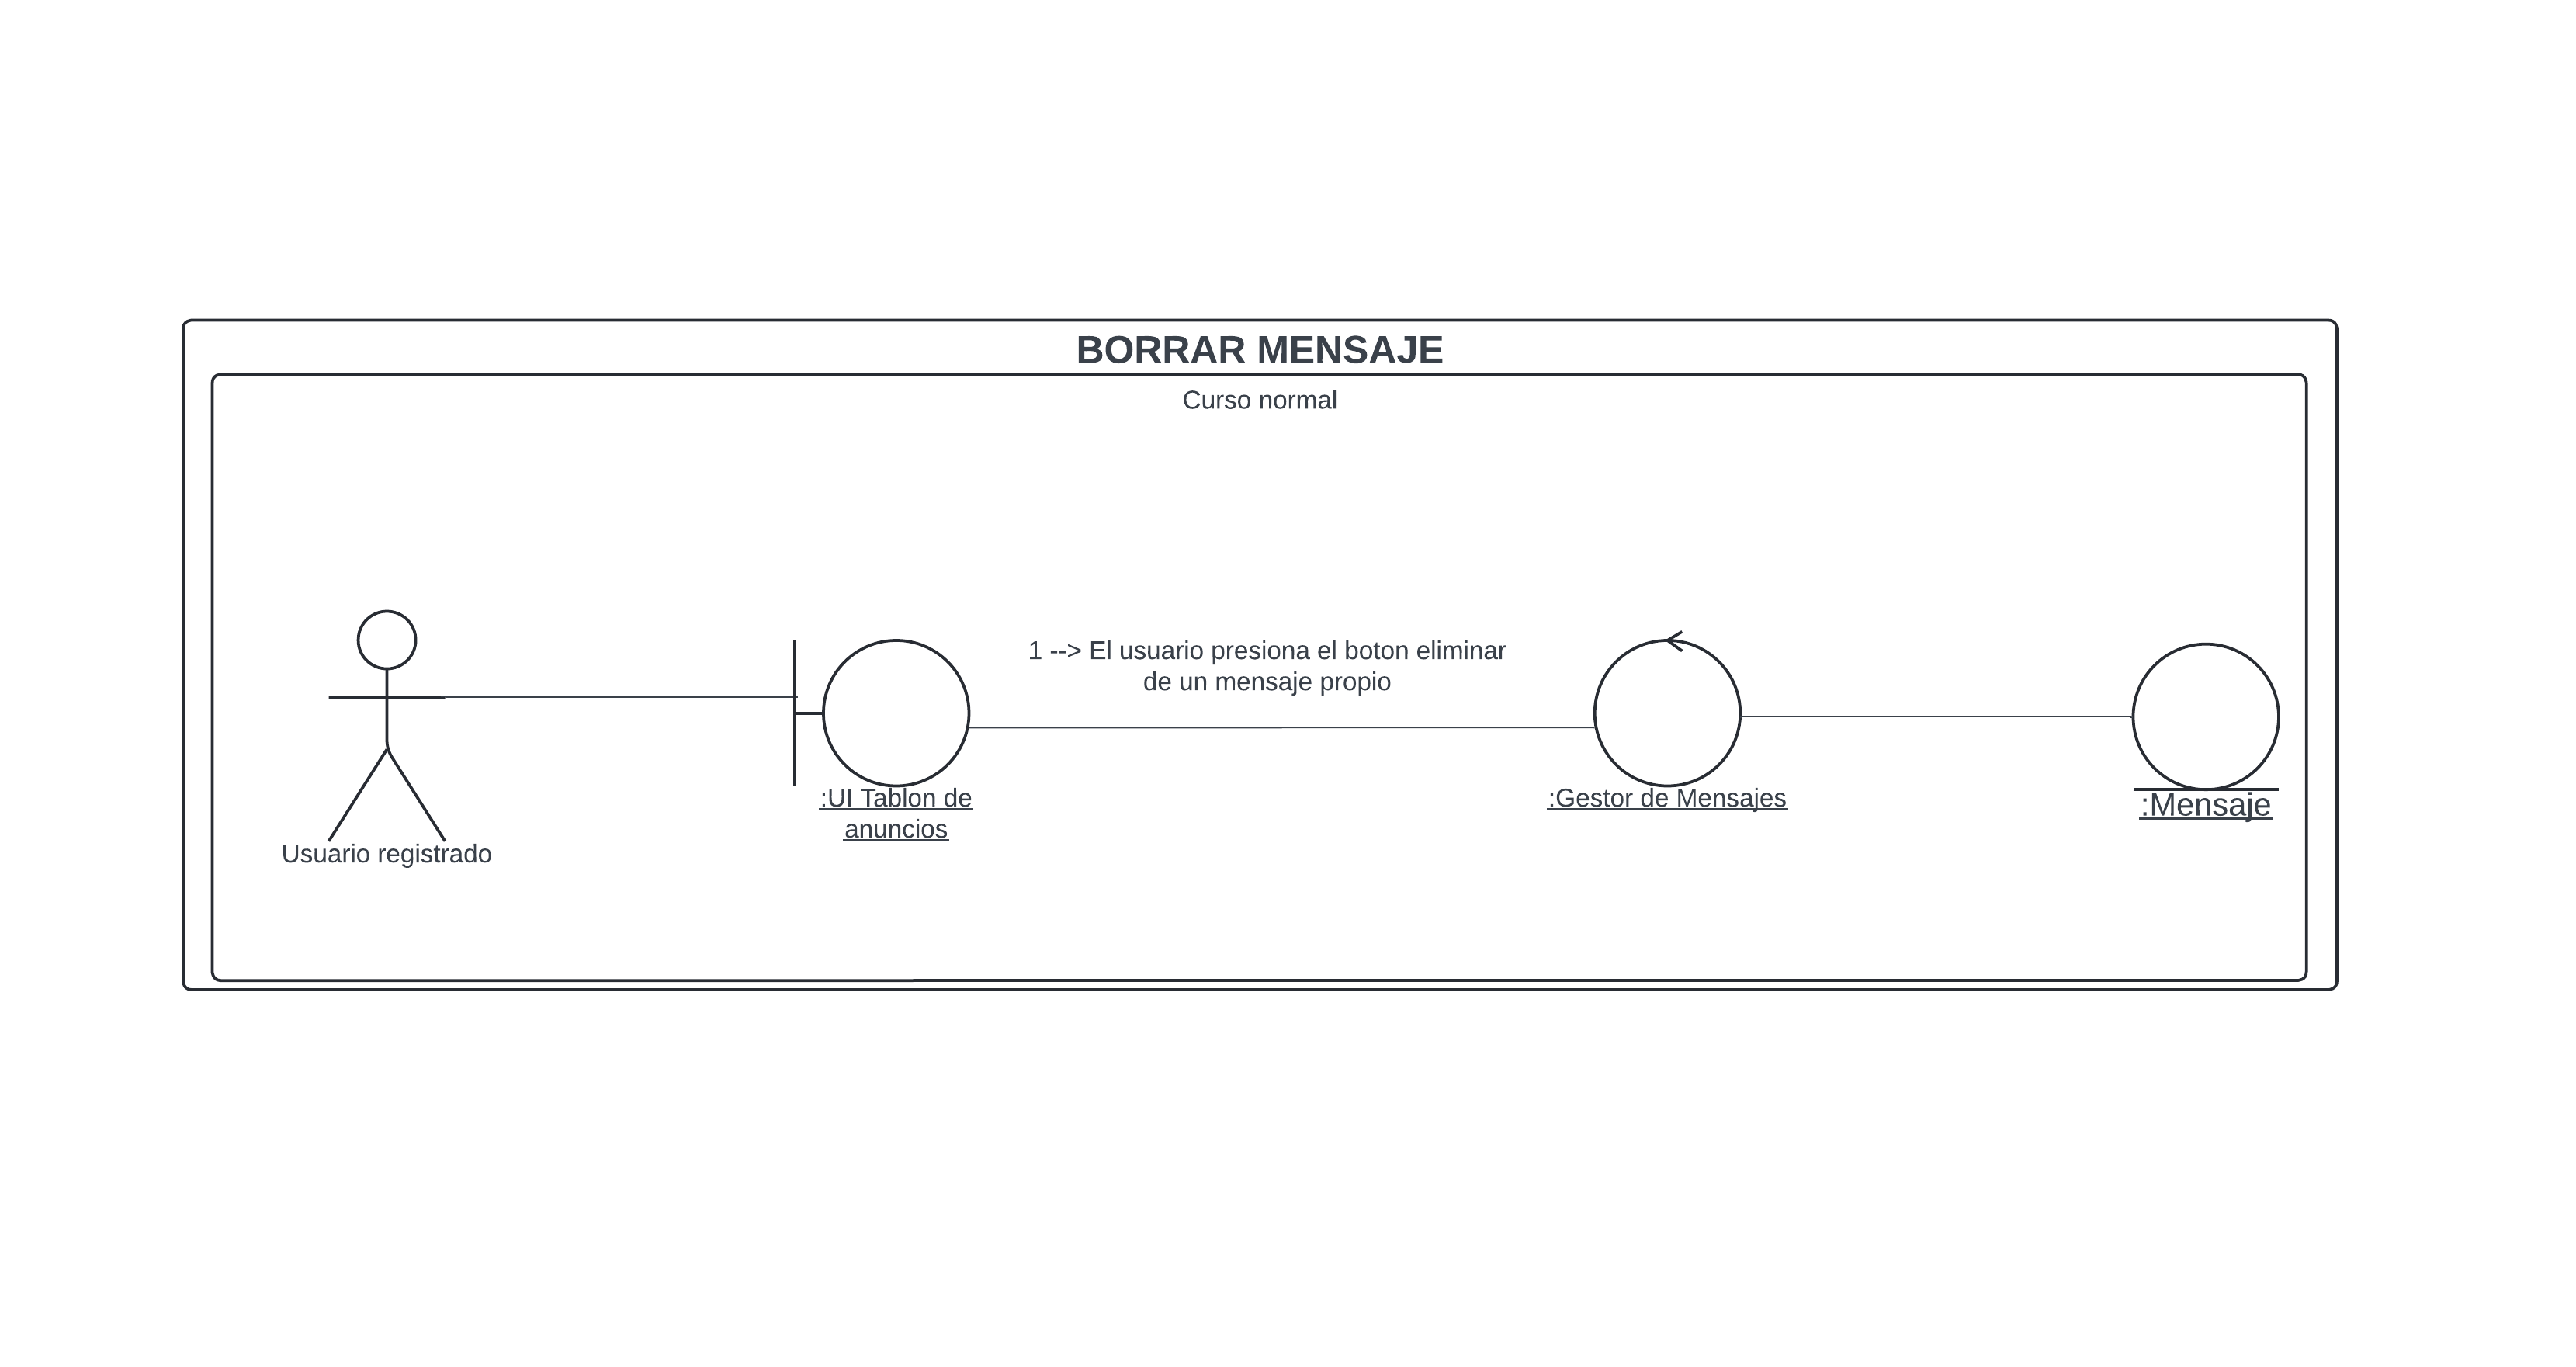 BORRAR MENSAJE
Curso normal
1 --> El usuario presiona el boton eliminar
de un mensaje propio
:UI Tablon de
anuncios
:Gestor de Mensajes
:Mensaje
Usuario registrado